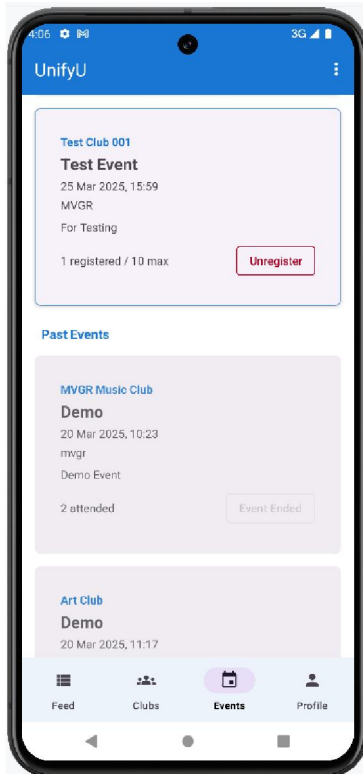 4:06
3G
UnifyU
Test Club 001
Test Event
25 Mar 2025, 15:59
MVGR
For Testing
1 registered / 10 max
Unregister
Past Events
MVGR Music Club
Demo
20 Mar 2025, 10:23
mvgr
Demo Event
2 attended
Event Ended
Art Club
Demo
20 Mar 2025, 11:17
Feed
Clubs
Events
Profile